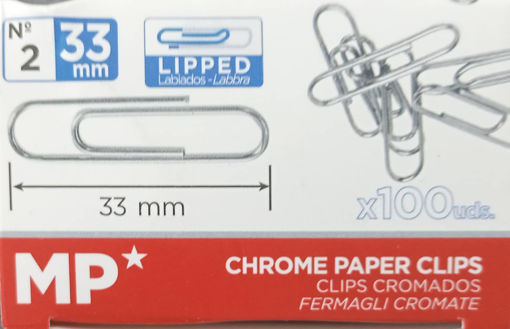 Nº
2
33
mm
LIPPED
Labiados - Labbra
33 mm
x100uds.
MP
CHROME PAPER CLIPS
CLIPS CROMADOS
FERMAGLI CROMATE